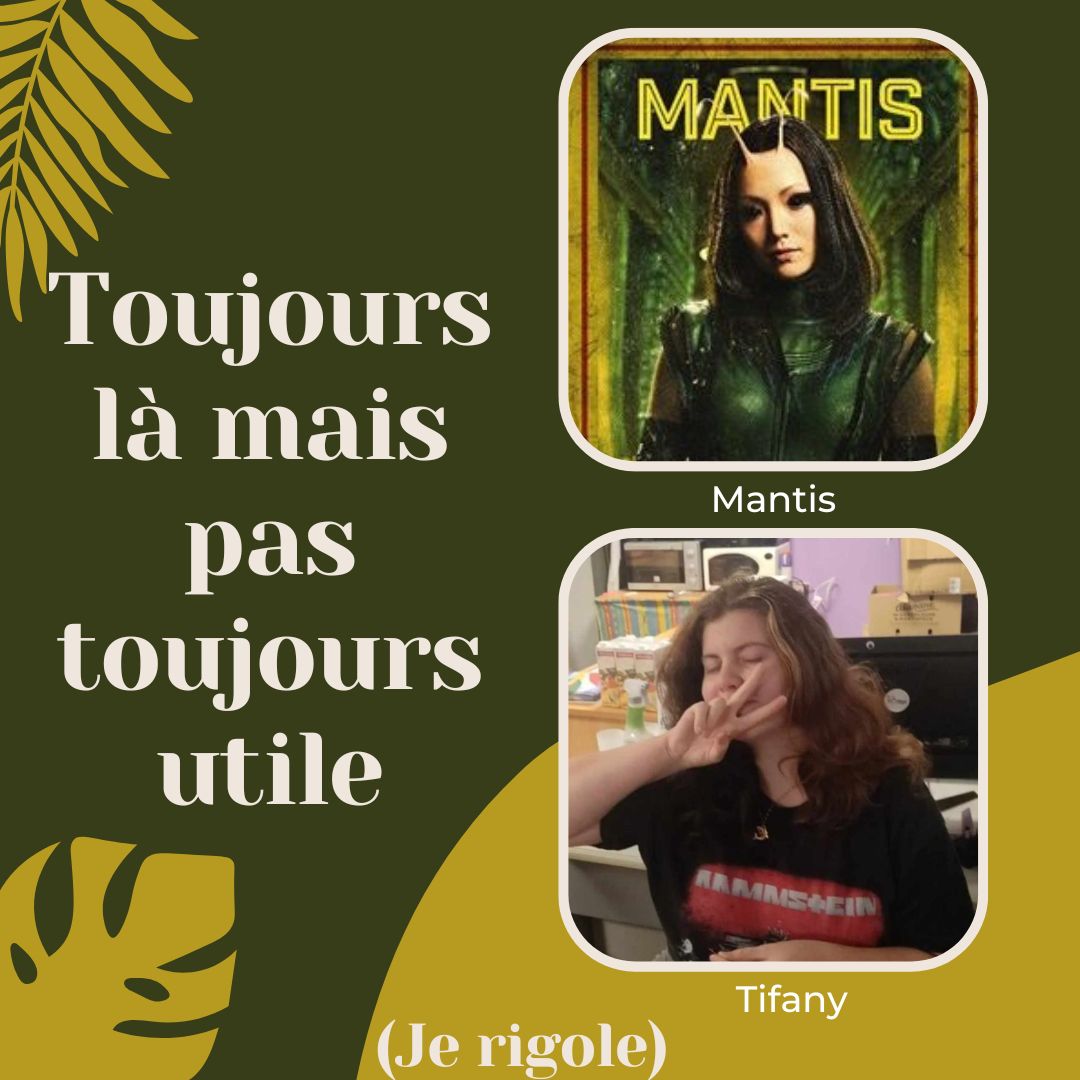 Toujours
là mais
pas
toujours
utile
MANTIS
Mantis
RAMMSTEIN
Tifany
(Je rigole)